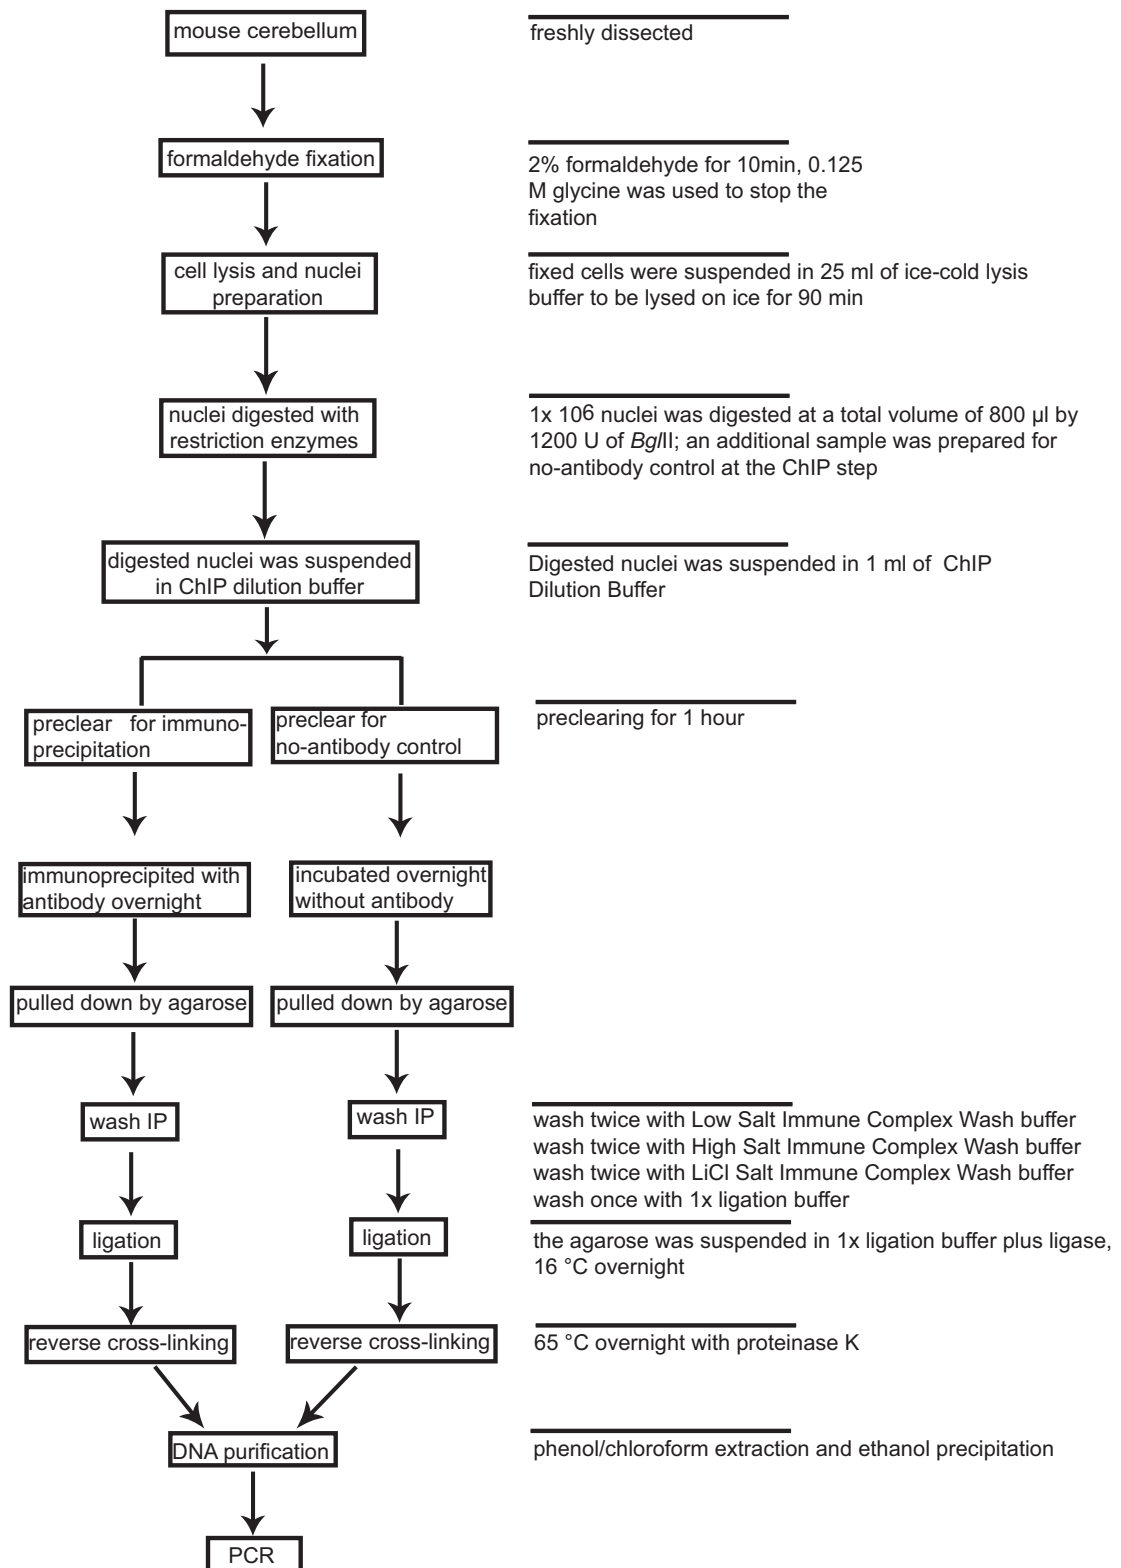 mouse cerebellum
freshly dissected
formaldehyde fixation
2% formaldehyde for 10min, 0.125
M glycine was used to stop the
fixation
cell lysis and nuclei
preparation
fixed cells were suspended in 25 ml of ice-cold lysis
buffer to be lysed on ice for 90 min
nuclei digested with
restriction enzymes
1x 10⁶ nuclei was digested at a total volume of 800 µl by
1200 U of BglII; an additional sample was prepared for
no-antibody control at the ChIP step
digested nuclei was suspended
in ChIP dilution buffer
Digested nuclei was suspended in 1 ml of ChIP
Dilution Buffer
preclear for immuno-
precipitation
preclear for
no-antibody control
preclearing for 1 hour
immunoprecipited with
antibody overnight
incubated overnight
without antibody
pulled down by agarose
pulled down by agarose
wash IP
wash IP
wash twice with Low Salt Immune Complex Wash buffer
wash twice with High Salt Immune Complex Wash buffer
wash twice with LiCl Salt Immune Complex Wash buffer
wash once with 1x ligation buffer
ligation
ligation
the agarose was suspended in 1x ligation buffer plus ligase,
16 °C overnight
reverse cross-linking
reverse cross-linking
65 °C overnight with proteinase K
DNA purification
phenol/chloroform extraction and ethanol precipitation
PCR